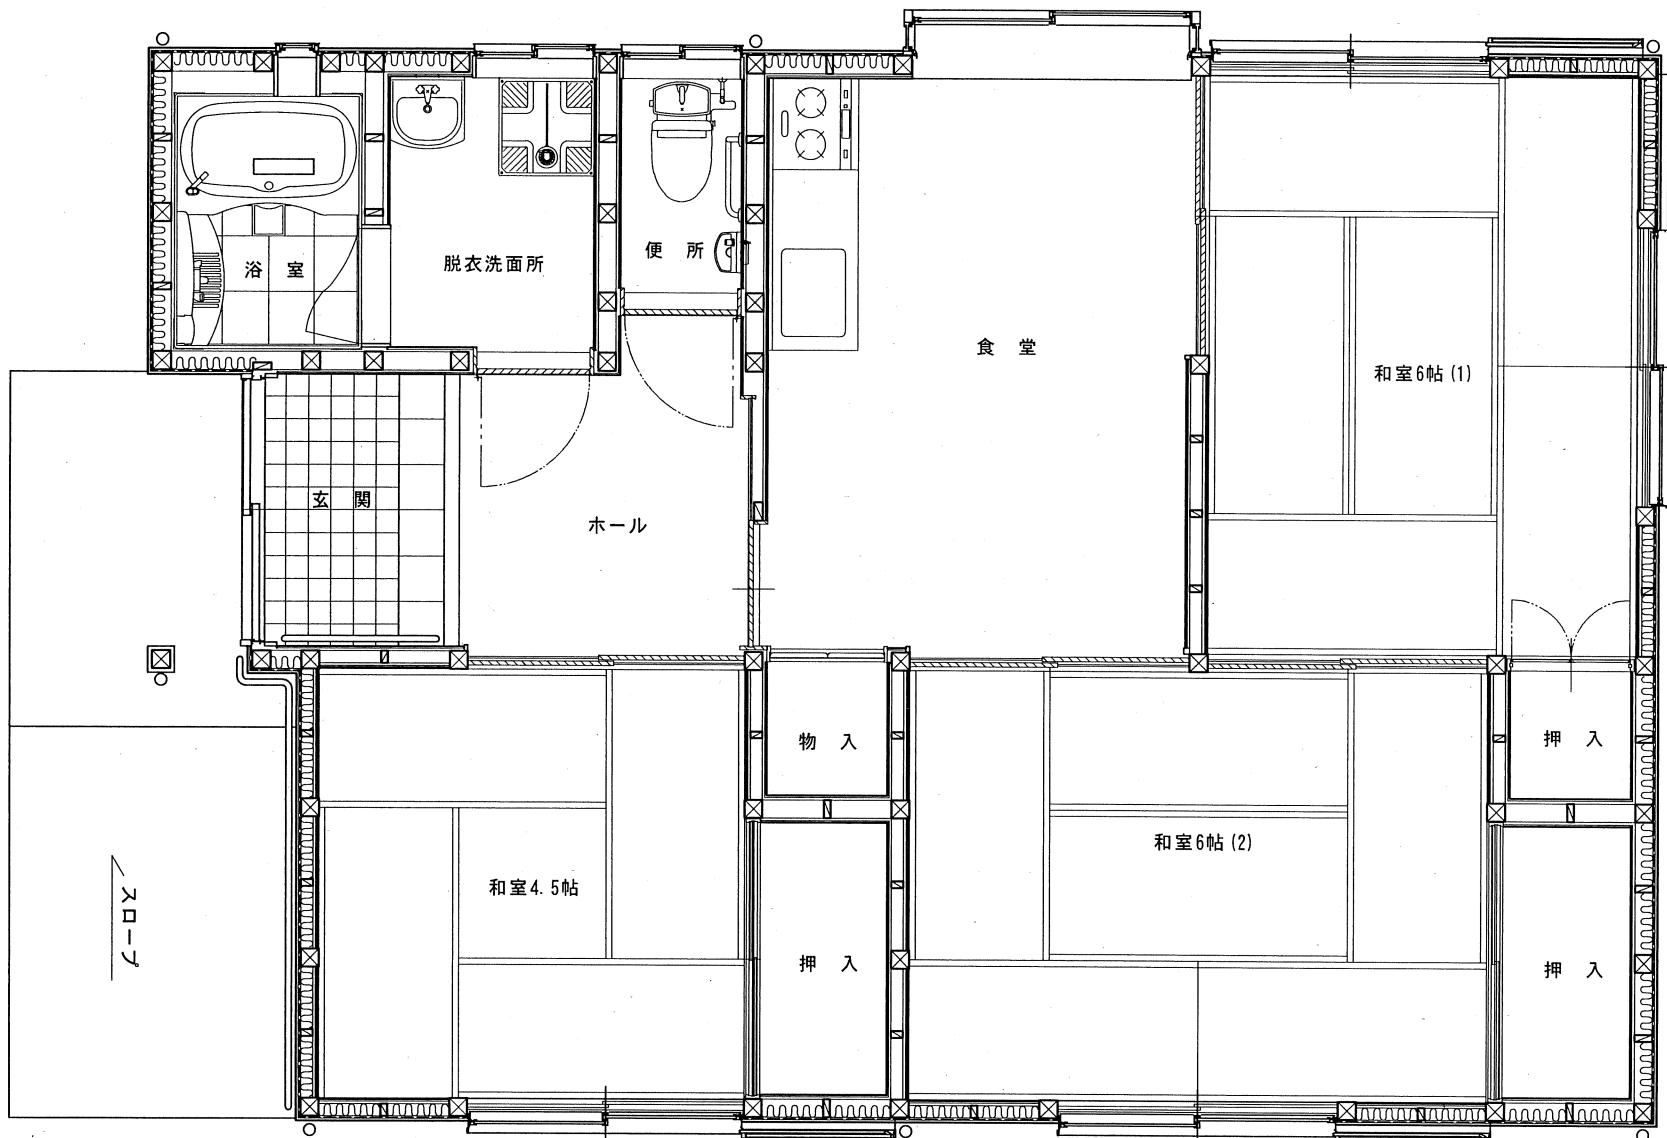 浴室
脱衣洗面所
便所
食堂
和室6帖(1)
玄関
ホール
物入
押入
和室6帖(2)
和室4.5帖
押入
押入
スロープ